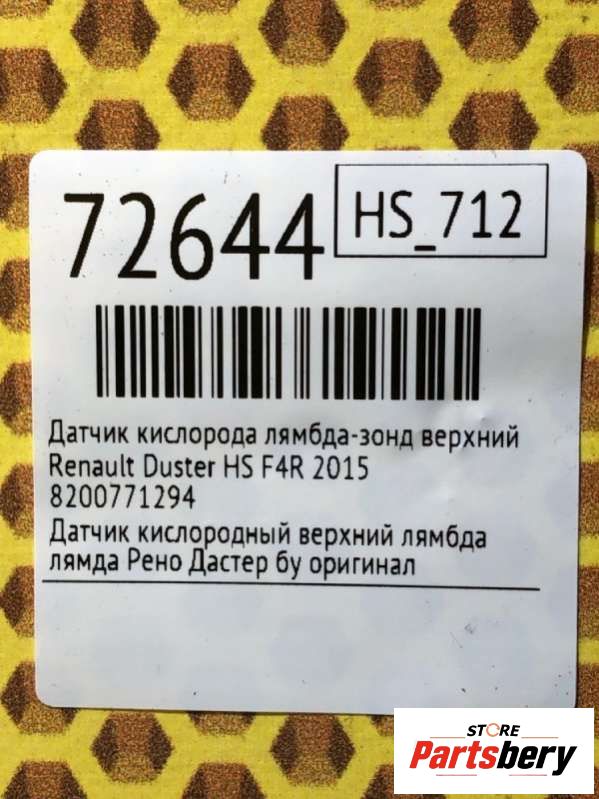 72644
HS_712
Датчик кислорода лямбда-зонд верхний
Renault Duster HS F4R 2015
8200771294
Датчик кислородный верхний лямбда
лямда Рено Дастер бу оригинал
STORE
Partsbery